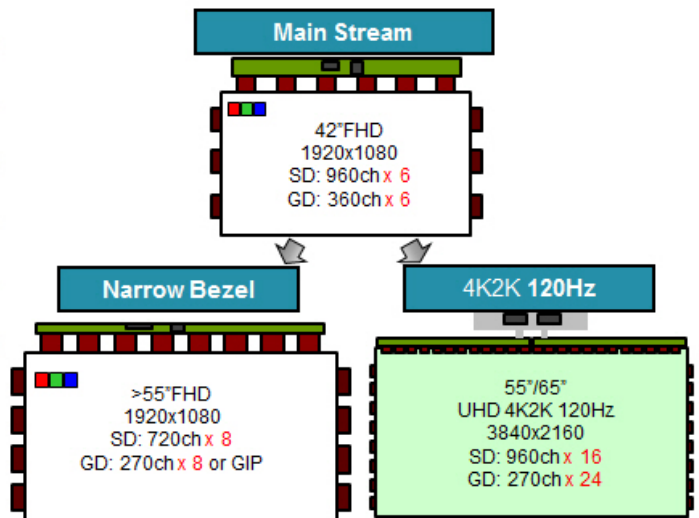 Main Stream
42”FHD
1920x1080
SD: 960ch x 6
GD: 360ch x 6
Narrow Bezel
>55”FHD
1920x1080
SD: 720ch x 8
GD: 270ch x 8 or GIP
4K2K 120Hz
55”/65”
UHD 4K2K 120Hz
3840x2160
SD: 960ch x 16
GD: 270ch x 24